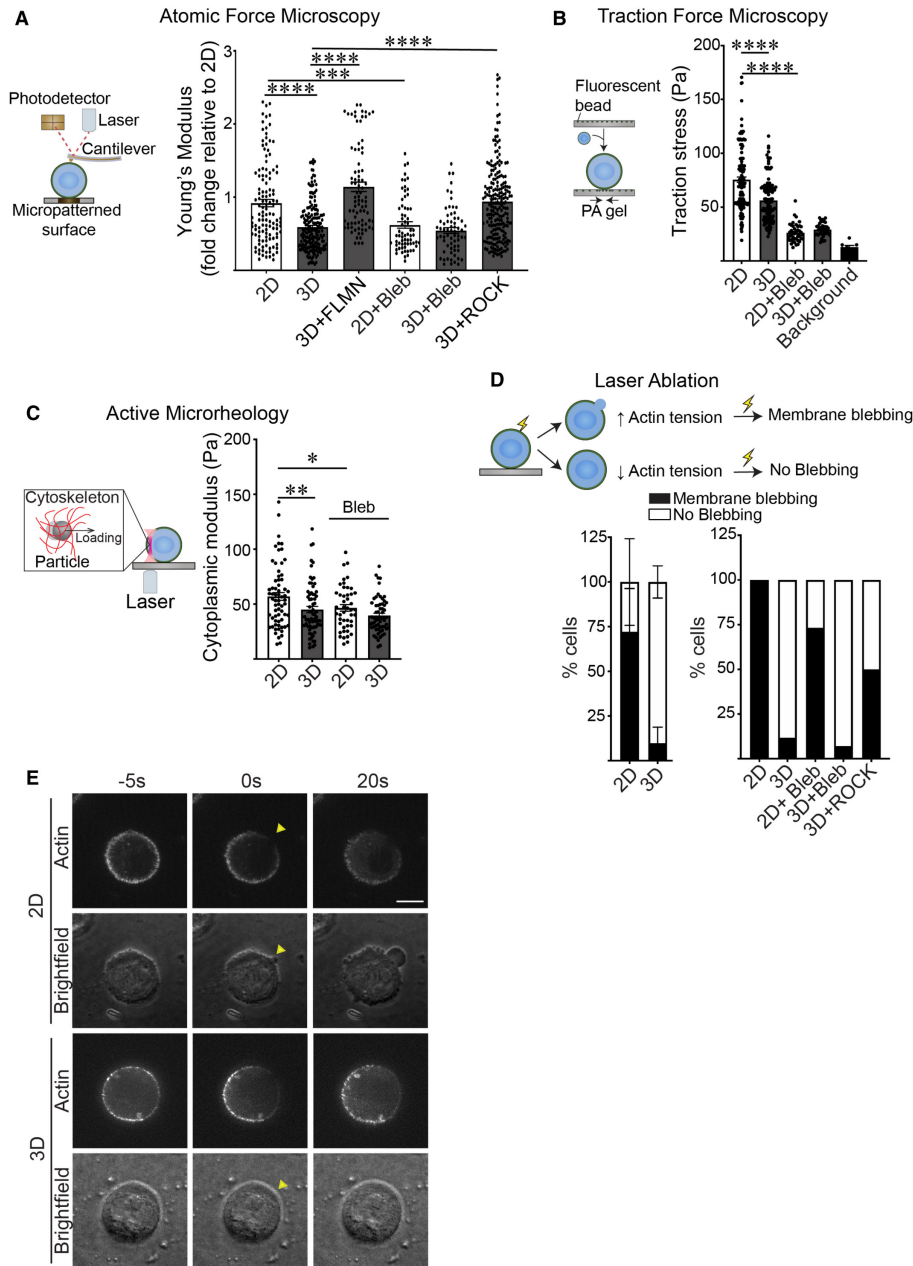 A
Atomic Force Microscopy
Photodetector
Laser
Cantilever
Micropatterned
surface
Young's Modulus
(fold change relative to 2D)
3
2
1
0
****
****
***
****
2D
3D
3D+FLMN
2D+Bleb
3D+Bleb
3D+ROCK
B
Traction Force Microscopy
Fluorescent
bead
PA gel
Traction stress (Pa)
200
150
100
50
****
****
2D
3D
2D+Bleb
3D+Bleb
Background
C
Active Microrheology
Cytoskeleton
Loading
Particle
Laser
Cytoplasmic modulus (Pa)
200
150
100
50
*
**
Bleb
2D
3D
2D
3D
D
Laser Ablation
↑ Actin tension
Membrane blebbing
↓ Actin tension
No Blebbing
Membrane blebbing
No Blebbing
% cells
125
100
75
50
25
2D
3D
% cells
125
100
75
50
25
2D
3D
2D+ Bleb
3D+Bleb
3D+ROCK
E
-5s
0s
20s
2D
Actin
Brightfield
3D
Actin
Brightfield